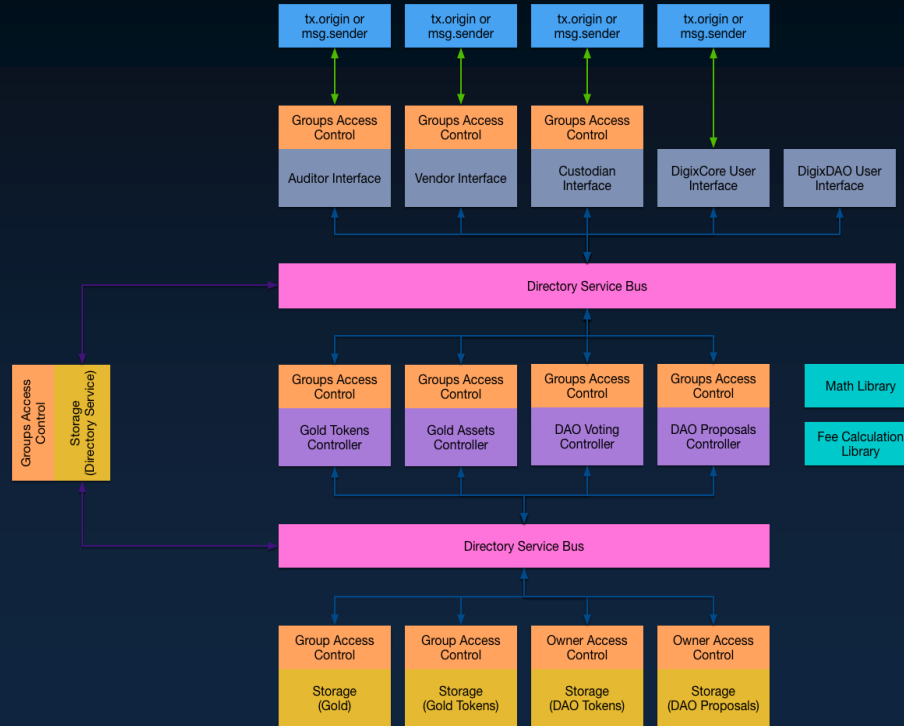 tx.origin or
msg.sender
tx.origin or
msg.sender
tx.origin or
msg.sender
tx.origin or
msg.sender
Groups Access
Control
Auditor Interface
Groups Access
Control
Vendor Interface
Groups Access
Control
Custodian
Interface
DigixCore User
Interface
DigixDAO User
Interface
Directory Service Bus
Groups Access
Control
Storage
(Directory Service)
Groups Access
Control
Gold Tokens
Controller
Groups Access
Control
Gold Assets
Controller
Groups Access
Control
DAO Voting
Controller
Groups Access
Control
DAO Proposals
Controller
Math Library
Fee Calculation
Library
Directory Service Bus
Group Access
Control
Storage
(Gold)
Group Access
Control
Storage
(Gold Tokens)
Owner Access
Control
Storage
(DAO Tokens)
Owner Access
Control
Storage
(DAO Proposals)